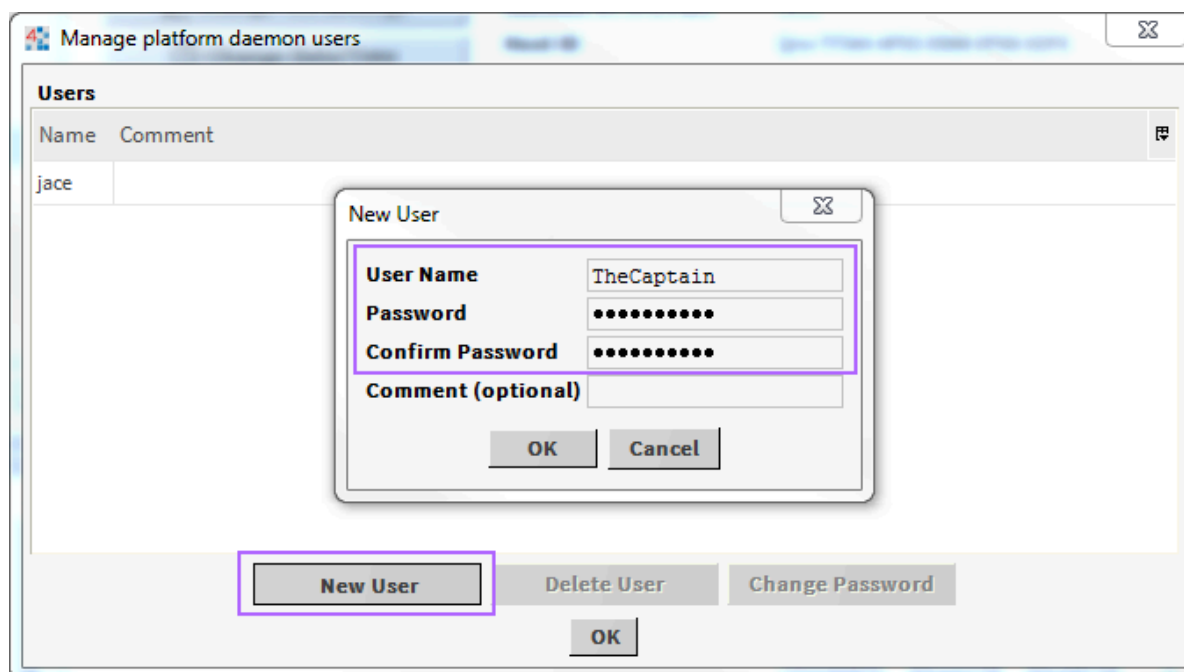 Manage platform daemon users
Users
Name Comment
jace
New User
User Name TheCaptain
Password ●●●●●●●●●●
Confirm Password ●●●●●●●●●●
Comment (optional)
OK Cancel
New User Delete User Change Password
OK